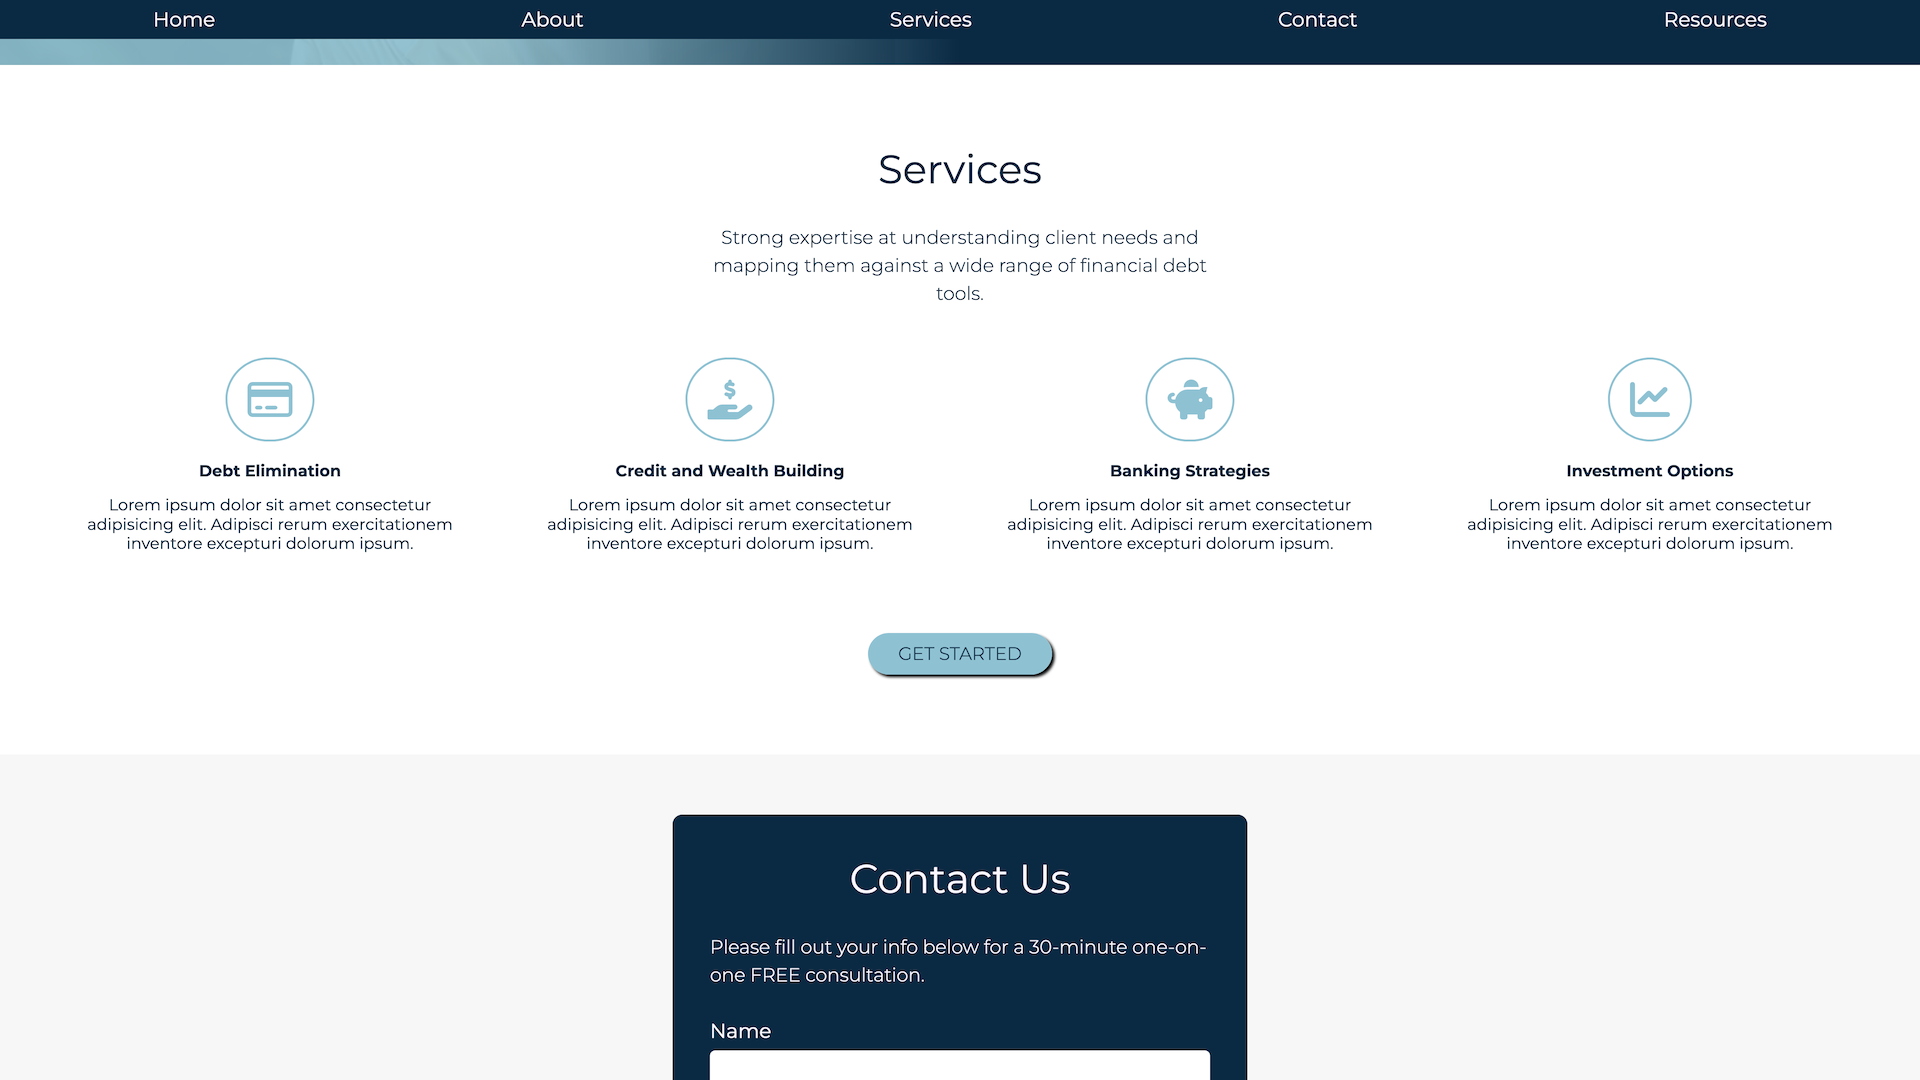 Home About Services Contact Resources
Services
Strong expertise at understanding client needs and
mapping them against a wide range of financial debt
tools.
Debt Elimination
Lorem ipsum dolor sit amet consectetur
adipisicing elit. Adipisci rerum exercitationem
inventore excepturi dolorum ipsum.
Credit and Wealth Building
Lorem ipsum dolor sit amet consectetur
adipisicing elit. Adipisci rerum exercitationem
inventore excepturi dolorum ipsum.
Banking Strategies
Lorem ipsum dolor sit amet consectetur
adipisicing elit. Adipisci rerum exercitationem
inventore excepturi dolorum ipsum.
Investment Options
Lorem ipsum dolor sit amet consectetur
adipisicing elit. Adipisci rerum exercitationem
inventore excepturi dolorum ipsum.
GET STARTED
Contact Us
Please fill out your info below for a 30-minute one-on-
one FREE consultation.
Name